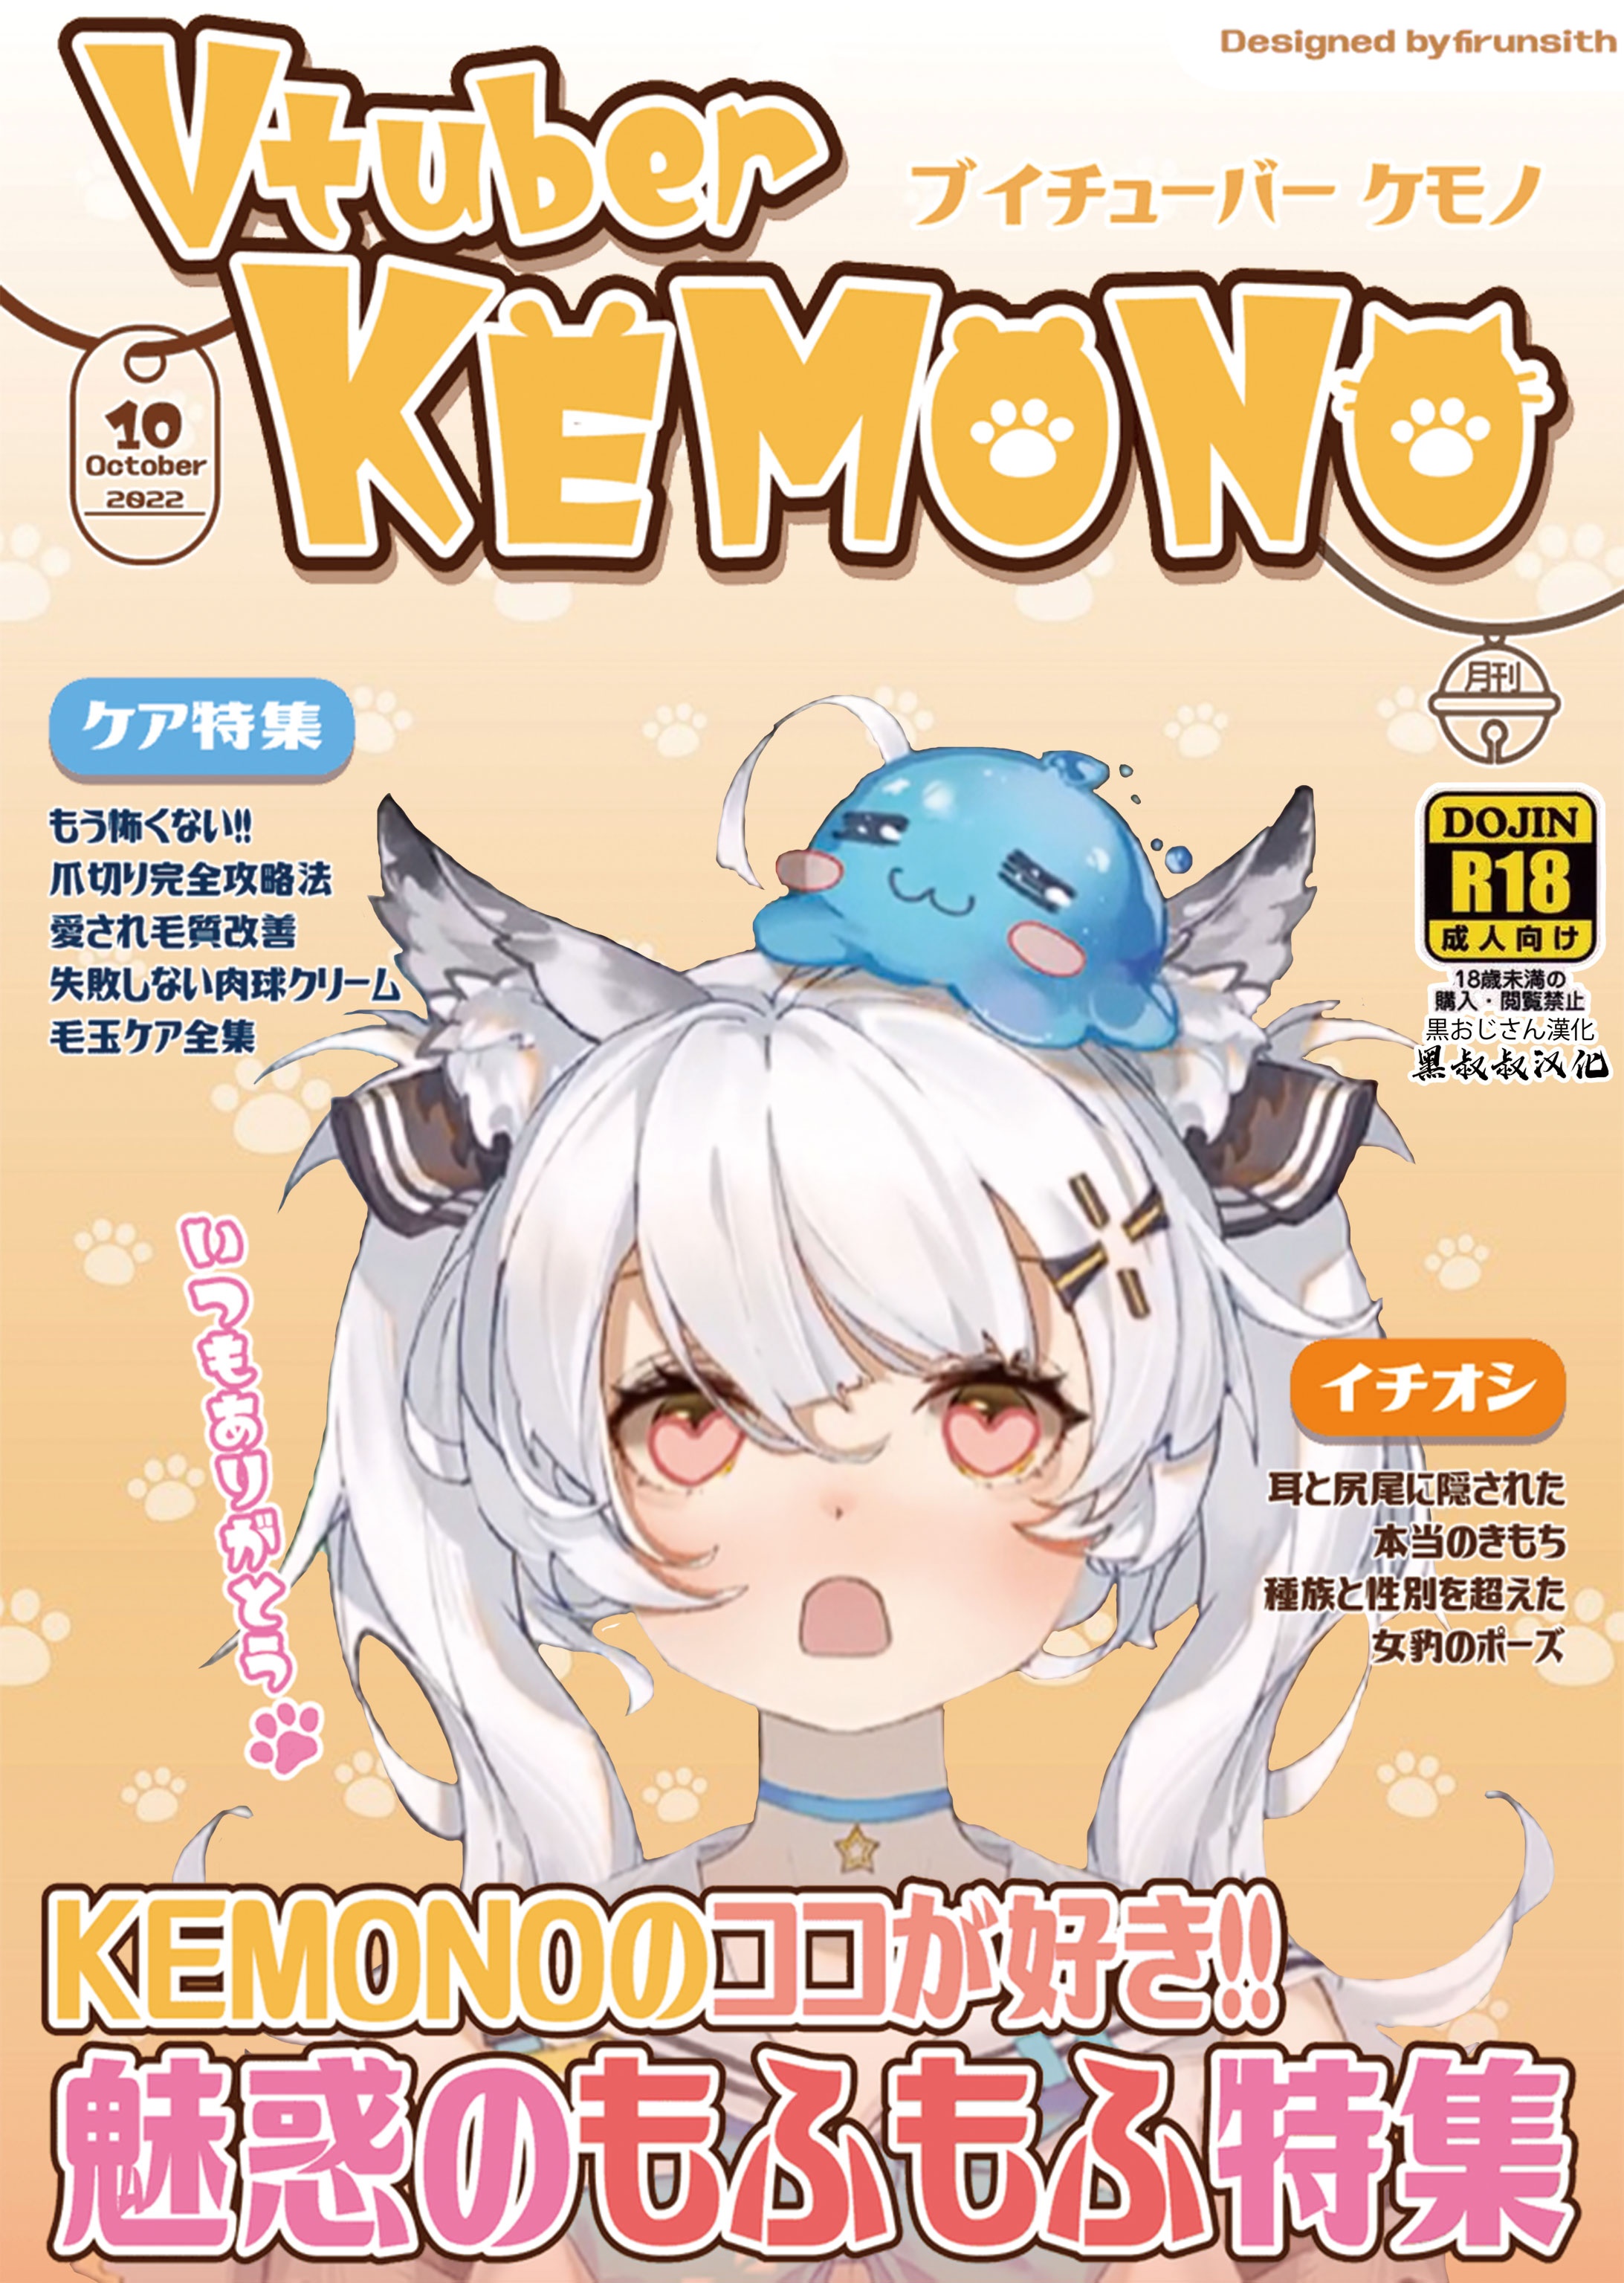 Designed byfirunsith
Vtuber
ブイチューバー ケモノ
KEMONO
10
October
2022
月刊
ケア特集
もう怖くない!!
爪切り完全攻略法
愛され毛質改善
失敗しない肉球クリーム
毛玉ケア全集
DOJIN
R18
成人向け
18歳未満の
購入・閲覧禁止
黒おじさん漢化
黑叔叔汉化
いつもありがとう
イチオシ
耳と尻尾に隠された
本当のきもち
種族と性別を超えた
女豹のポーズ
KEMONOのココが好き!!
魅惑のもふもふ特集